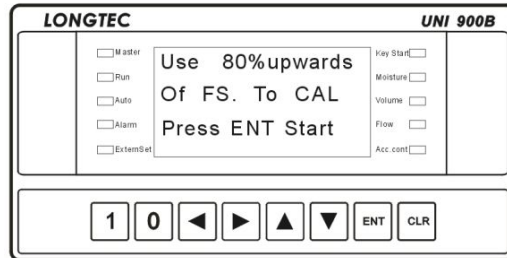 LONGTEC UNI 900B
Master
Run
Auto
Alarm
ExternSet
Use 80%upwards
Of FS. To CAL
Press ENT Start
Key Start
Moisture
Volume
Flow
Acc.cont
1 0 ◀ ▶ ▲ ▼ ENT CLR